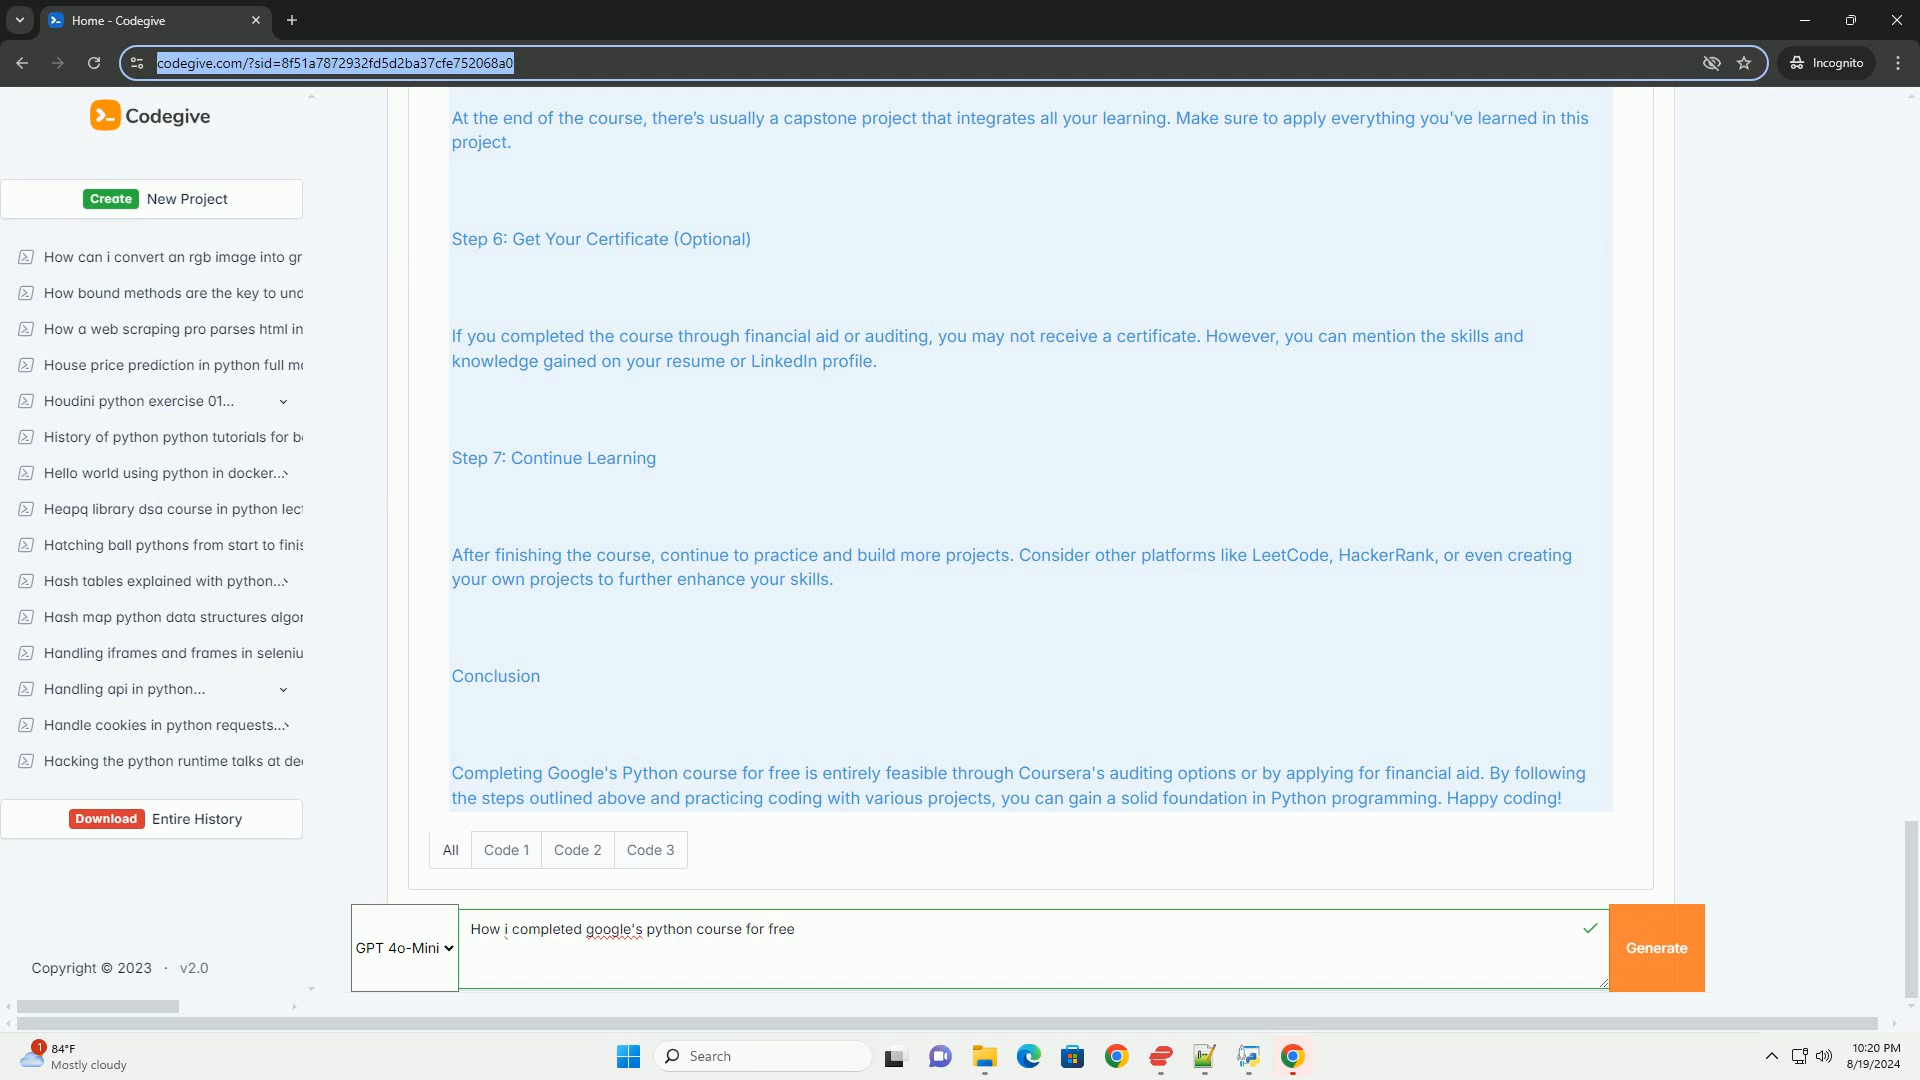 Home - Codegive
codegive.com/?sid=8f51a7872932fd5d2ba37cfe752068a0
Incognito
Codegive
Create New Project
How can i convert an rgb image into gr
How bound methods are the key to und
How a web scraping pro parses html in
House price prediction in python full mo
Houdini python exercise 01...
History of python python tutorials for be
Hello world using python in docker...
Heapq library dsa course in python lect
Hatching ball pythons from start to finis
Hash tables explained with python...
Hash map python data structures algor
Handling iframes and frames in seleniu
Handling api in python...
Handle cookies in python requests...
Hacking the python runtime talks at dec
Download Entire History
Copyright © 2023 · v2.0
At the end of the course, there's usually a capstone project that integrates all your learning. Make sure to apply everything you've learned in this
project.
Step 6: Get Your Certificate (Optional)
If you completed the course through financial aid or auditing, you may not receive a certificate. However, you can mention the skills and
knowledge gained on your resume or LinkedIn profile.
Step 7: Continue Learning
After finishing the course, continue to practice and build more projects. Consider other platforms like LeetCode, HackerRank, or even creating
your own projects to further enhance your skills.
Conclusion
Completing Google's Python course for free is entirely feasible through Coursera's auditing options or by applying for financial aid. By following
the steps outlined above and practicing coding with various projects, you can gain a solid foundation in Python programming. Happy coding!
All Code 1 Code 2 Code 3
GPT 4o-Mini
How i completed google's python course for free
Generate
1
84°F
Mostly cloudy
Search
10:20 PM
8/19/2024